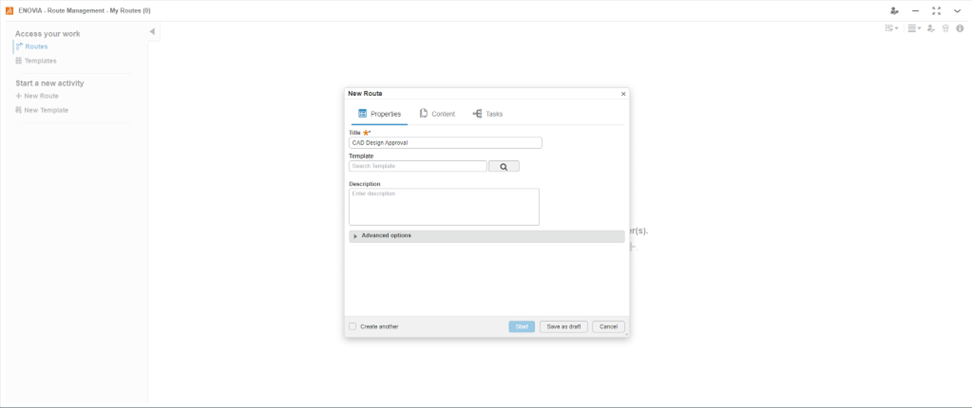 ENOVIA - Route Management - My Routes (0)
Access your work
Routes
Templates
Start a new activity
New Route
New Template
New Route
Properties
Content
Tasks
Title
CAD Design Approval
Template
Search Template
Description
Enter description
Advanced options
er(s).
Create another
Start
Save as draft
Cancel